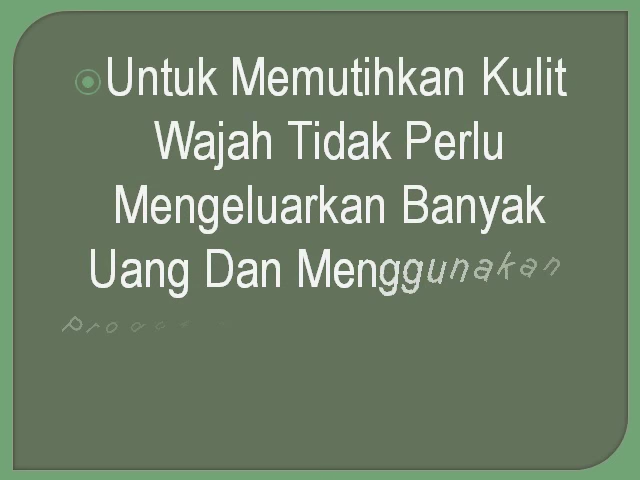 Untuk Memutihkan Kulit
Wajah Tidak Perlu
Mengeluarkan Banyak
Uang Dan Menggunakan